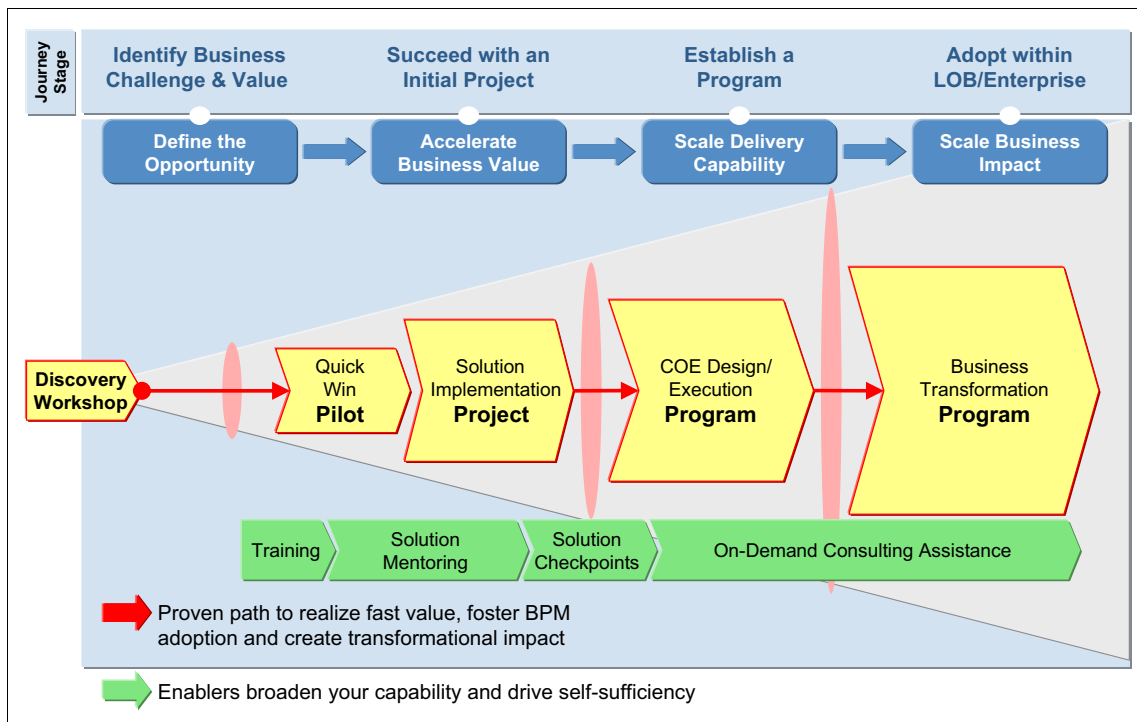 Journey
Stage
Identify Business
Challenge & Value
Succeed with an
Initial Project
Establish a
Program
Adopt within
LOB/Enterprise
Define the
Opportunity
Accelerate
Business Value
Scale Delivery
Capability
Scale Business
Impact
Discovery
Workshop
Quick
Win
Pilot
Solution
Implementation
Project
COE Design/
Execution
Program
Business
Transformation
Program
Training
Solution
Mentoring
Solution
Checkpoints
On-Demand Consulting Assistance
Proven path to realize fast value, foster BPM
adoption and create transformational impact
Enablers broaden your capability and drive self-sufficiency